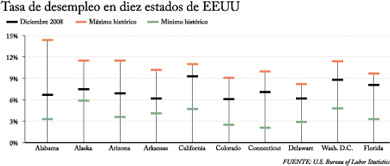 Tasa de desempleo en diez estados de EEUU
Diciembre 2008 Máximo histórico Mínimo histórico
15%
12%
9%
6%
3%
0%
Alabama Alaska Arizona Arkansas California Colorado Connecticut Delaware Wash. D.C. Florida
FUENTE: U.S. Bureau of Labor Statistics